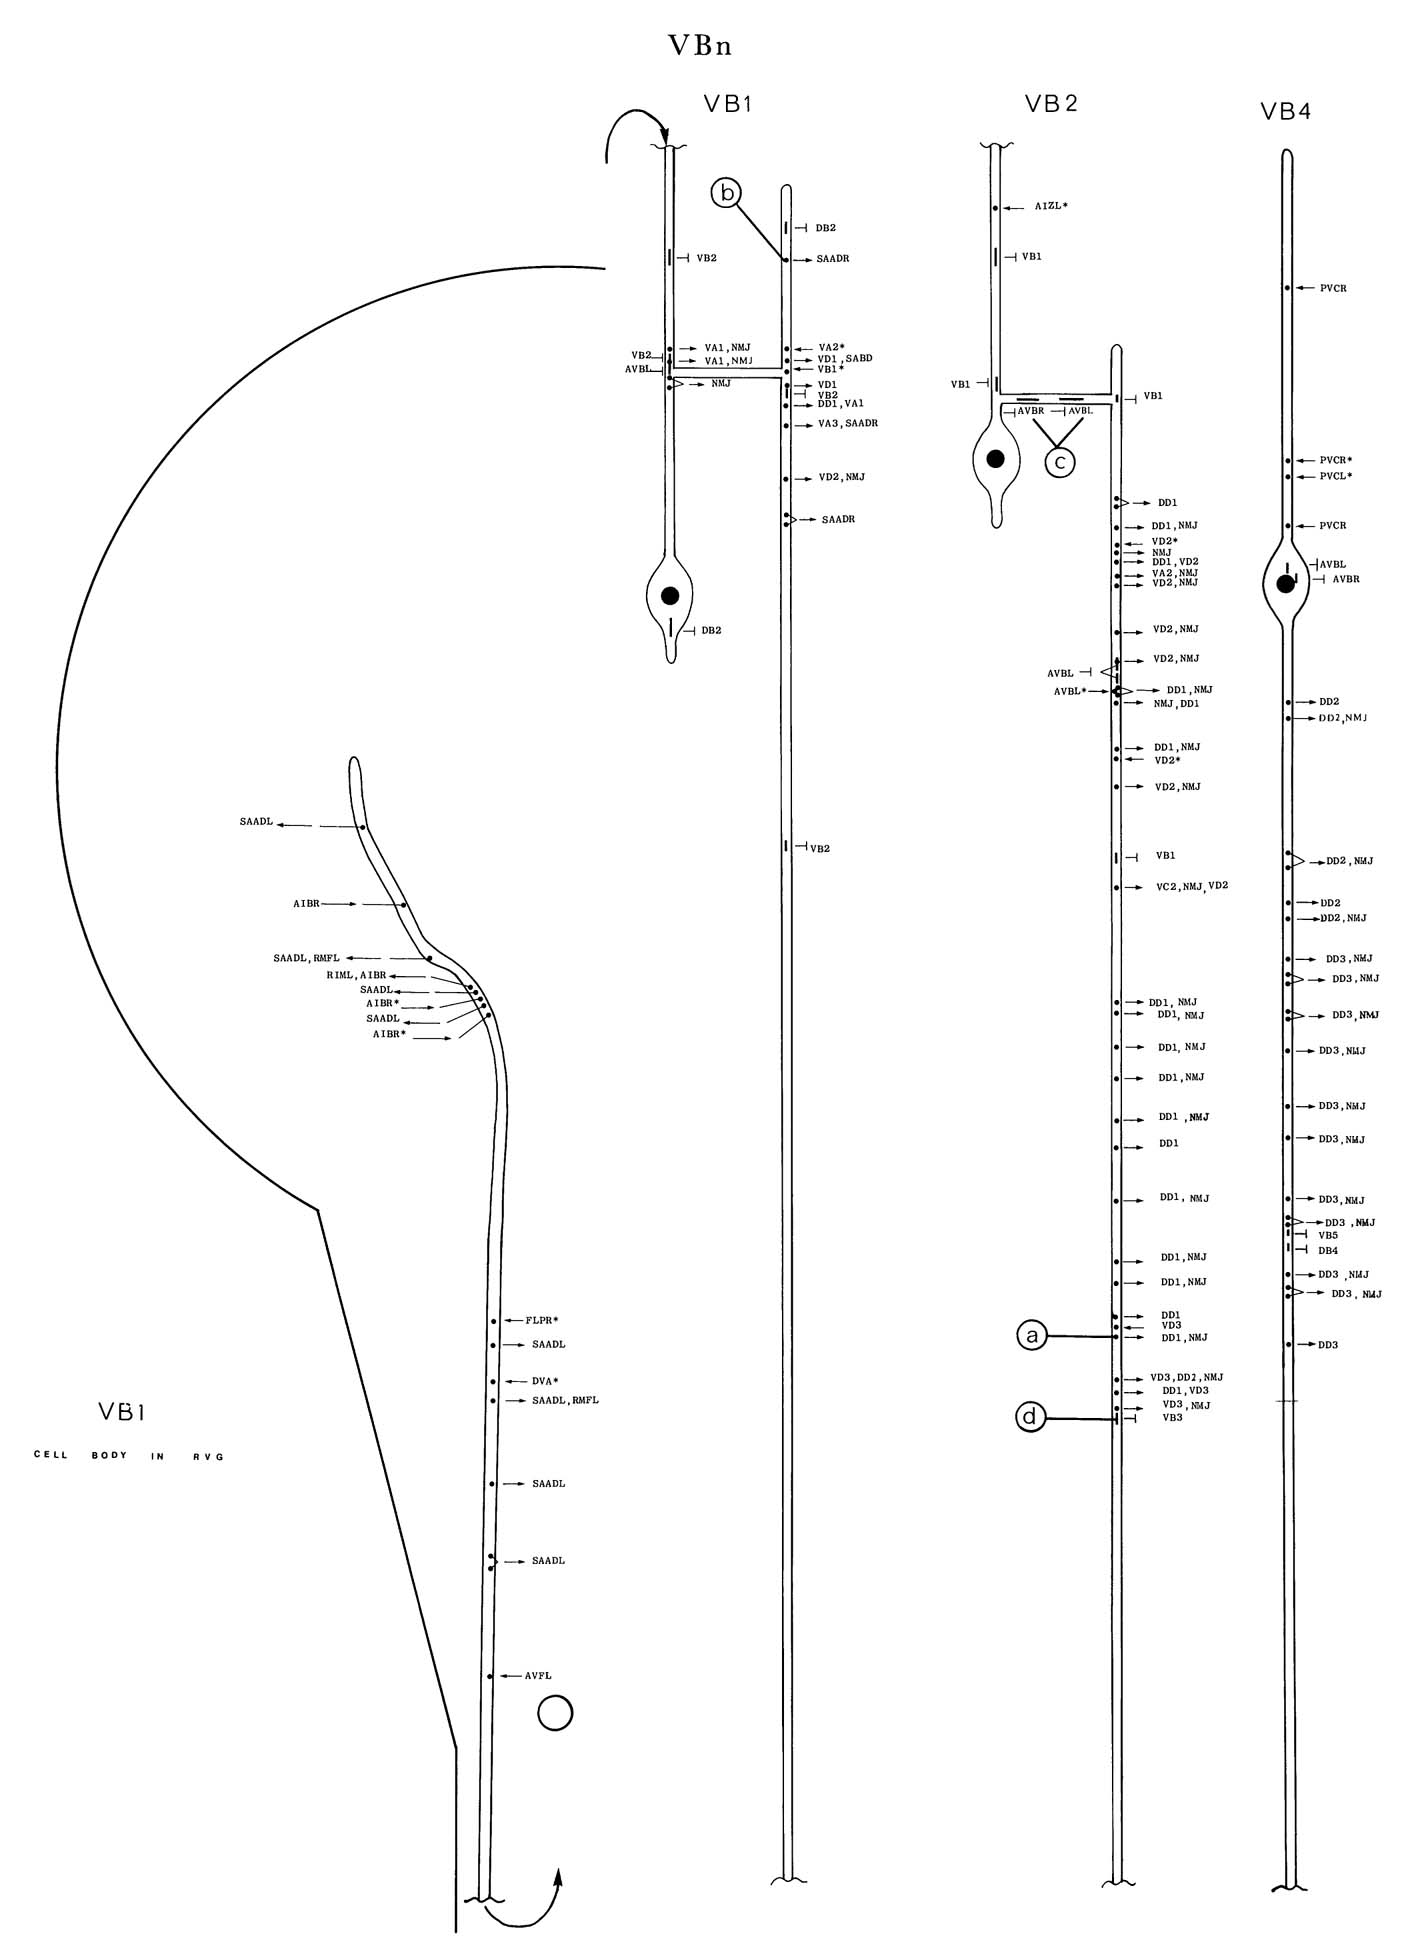 VBn
VB1
VB2
VB4
b
DB2
SAADR
VB2
VA1,NMJ
VB2
VA1,NMJ
AVBL
NMJ
VA2*
VD1,SABD
VB1*
VD1
VB2
DD1,VA1
VA3,SAADR
VD2,NMJ
SAADR
DB2
VB2
AIZL*
VB1
VB1
VB1
AVBR
AVBL
c
DD1
DD1,NMJ
VD2*
NMJ
DD1,VD2
VA2,NMJ
VD2,NMJ
VD2,NMJ
VD2,NMJ
AVBL
AVBL*
DD1,NMJ
NMJ,DD1
DD1,NMJ
VD2*
VD2,NMJ
VB1
VC2,NMJ,VD2
DD1,NMJ
DD1,NMJ
DD1,NMJ
DD1,NMJ
DD1 ,NMJ
DD1
DD1, NMJ
DD1,NMJ
DD1,NMJ
DD1
VD3
a
DD1,NMJ
VD3,DD2,NMJ
DD1,VD3
VD3,NMJ
d
VB3
PVCR
PVCR*
PVCL*
PVCR
AVBL
AVBR
DD2
DD2,NMJ
DD2,NMJ
DD2
DD2,NMJ
DD3,NMJ
DD3,NMJ
DD3,NMJ
DD3,NMJ
DD3,NMJ
DD3,NMJ
DD3,NMJ
DD3 ,NMJ
VB5
DB4
DD3 ,NMJ
DD3, NMJ
DD3
SAADL
AIBR
SAADL,RMFL
RIML,AIBR
SAADL
AIBR*
SAADL
AIBR*
FLPR*
SAADL
DVA*
SAADL,RMFL
SAADL
SAADL
AVFL
VB1
CELL BODY IN RVG